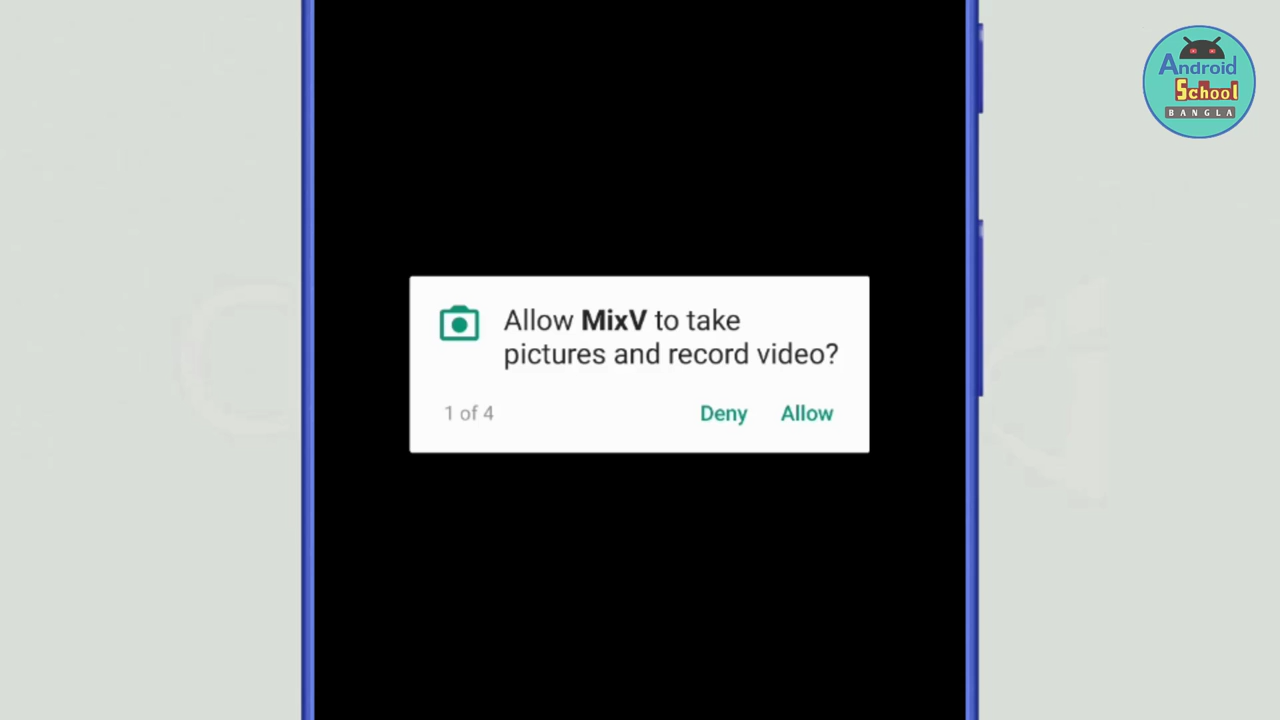 Android
School
BANGLA
Allow MixV to take
pictures and record video?
1 of 4
Deny Allow